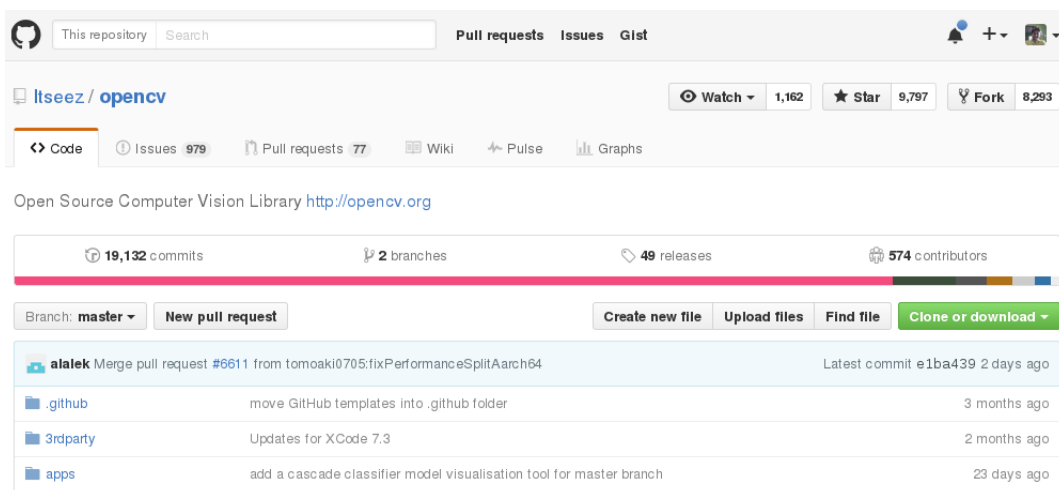 This repository Search Pull requests Issues Gist
Itseez / opencv Watch 1,162 Star 9,797 Fork 8,293
Code Issues 979 Pull requests 77 Wiki Pulse Graphs
Open Source Computer Vision Library http://opencv.org
19,132 commits 2 branches 49 releases 574 contributors
Branch: master New pull request Create new file Upload files Find file Clone or download
alalek Merge pull request #6611 from tomoaki0705:fixPerformanceSplitAarch64 Latest commit e1ba439 2 days ago
.github move GitHub templates into .github folder 3 months ago
3rdparty Updates for XCode 7.3 2 months ago
apps add a cascade classifier model visualisation tool for master branch 23 days ago